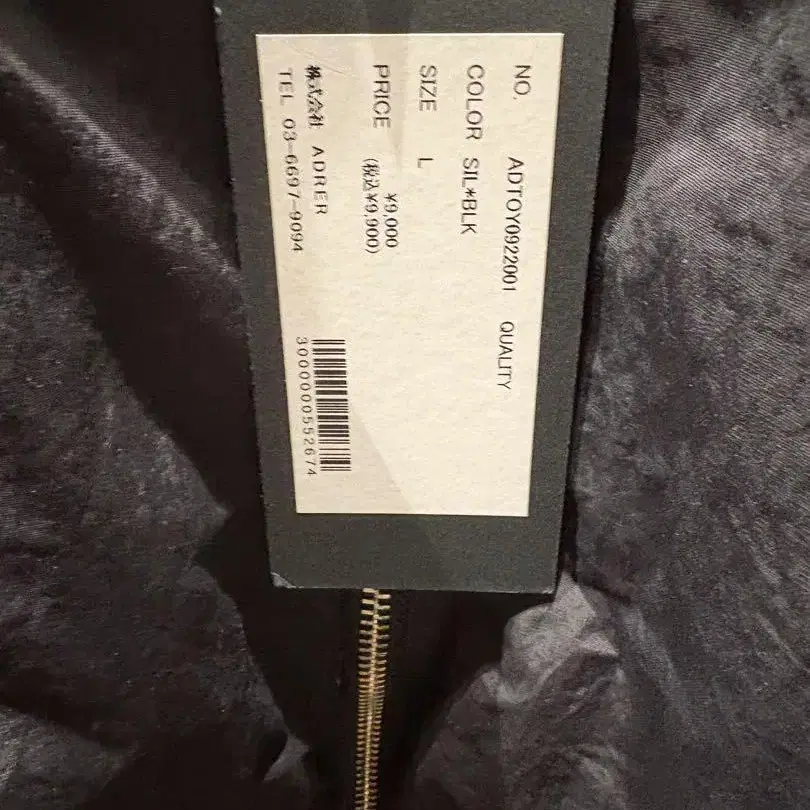 NO. ADTOY0922001 QUALITY
COLOR SIL*BLK
SIZE L
PRICE ¥9,000
(税込¥9,900)
株式会社 ADRER
TEL 03-6697-9094
3000000552674